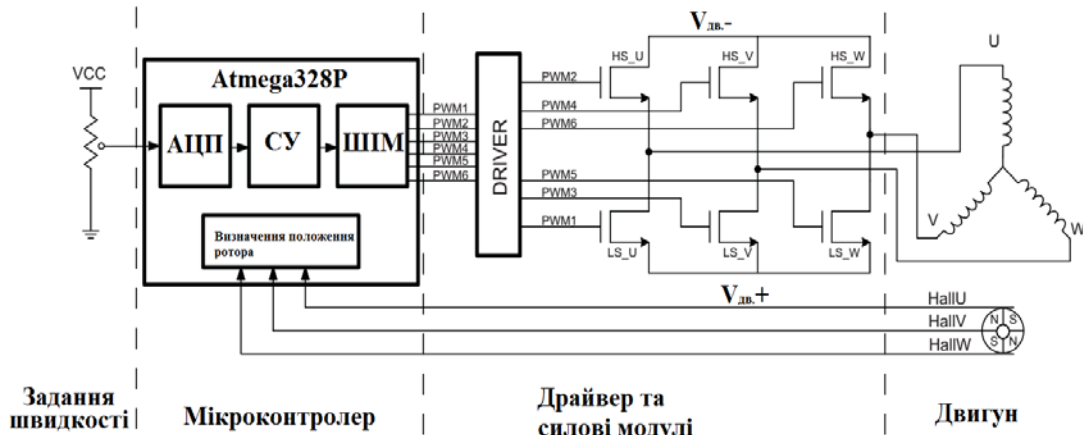 VCC
Atmega328P
АЦП
СУ
ШІМ
Визначення положення
ротора
PWM1
PWM2
PWM3
PWM4
PWM5
PWM6
DRIVER
PWM2
PWM4
PWM6
PWM5
PWM3
PWM1
Vдв.-
HS_U
HS_V
HS_W
LS_U
LS_V
LS_W
Vдв.+
U
V
W
HallU
HallV
HallW
N
S
S
N
Задання
швидкості
Мікроконтролер
Драйвер та
силові модулі
Двигун